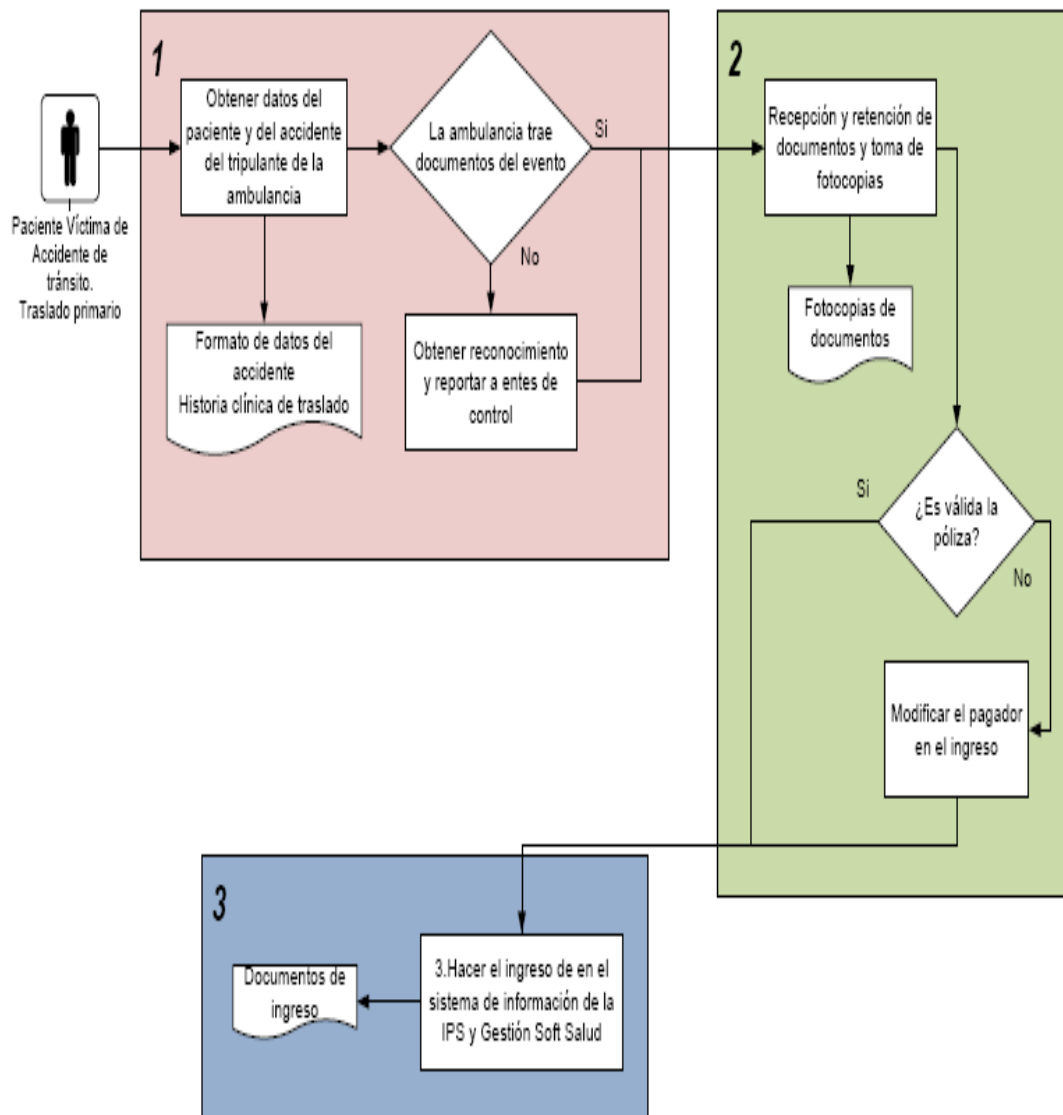 Paciente Víctima de
Accidente de
tránsito.
Traslado primario
1
Obtener datos del
paciente y del accidente
del tripulante de la
ambulancia
Formato de datos del
accidente
Historia clínica de traslado
La ambulancia trae
documentos del evento
Si
No
Obtener reconocimiento
y reportar a entes de
control
2
Recepción y retención de
documentos y toma de
fotocopias
Fotocopias de
documentos
¿Es válida la
póliza?
Si
No
Modificar el pagador
en el ingreso
3
3.Hacer el ingreso de en el
sistema de información de la
IPS y Gestión Soft Salud
Documentos de
ingreso